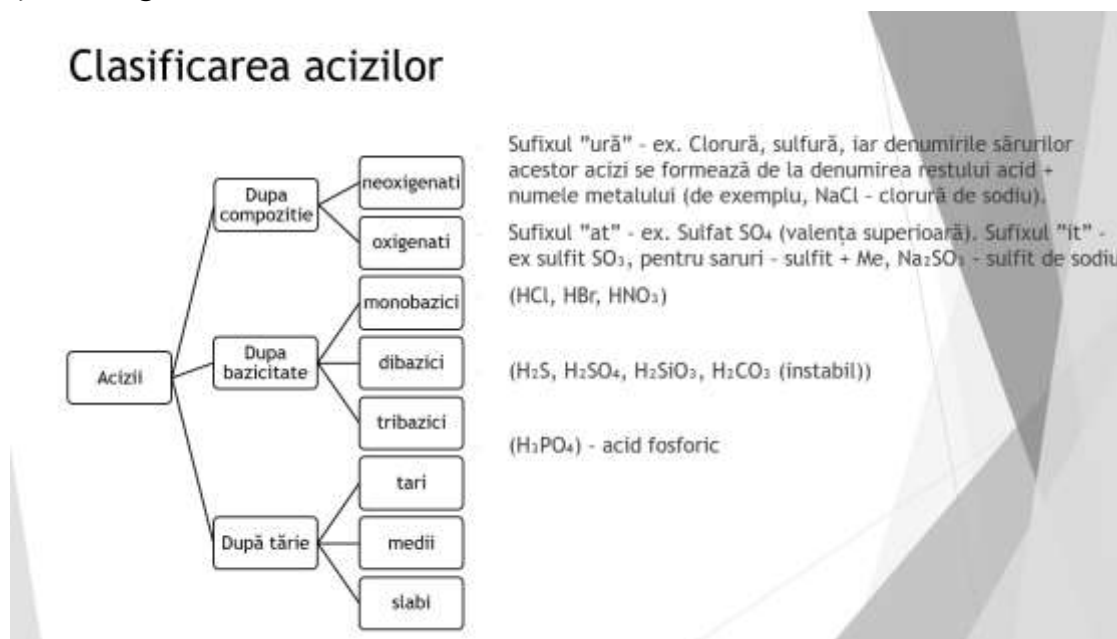 Clasificarea acizilor
Acizii
Dupa
compozitie
neoxigenati
oxigenati
Dupa
bazicitate
monobazici
dibazici
tribazici
După tărie
tari
medii
slabi
Sufixul ”ură” - ex. Clorură, sulfură, iar denumirile sărurilor
acestor acizi se formează de la denumirea restului acid +
numele metalului (de exemplu, NaCl - clorură de sodiu).
Sufixul ”at” - ex. Sulfat SO₄ (valența superioară). Sufixul ”it” -
ex sulfit SO₃, pentru saruri - sulfit + Me, Na₂SO₃ - sulfit de sodiu
(HCl, HBr, HNO₃)
(H₂S, H₂SO₄, H₂SiO₃, H₂CO₃ (instabil))
(H₃PO₄) - acid fosforic